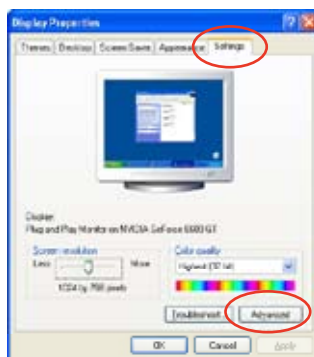 Display Properties
Themes Desktop Screen Saver Appearance Settings
Display:
Plug and Play Monitor on NVIDIA GeForce 6600 GT
Screen resolution
Less More
1024 by 768 pixels
Color quality
Highest (32 bit)
Troubleshoot... Advanced
OK Cancel Apply